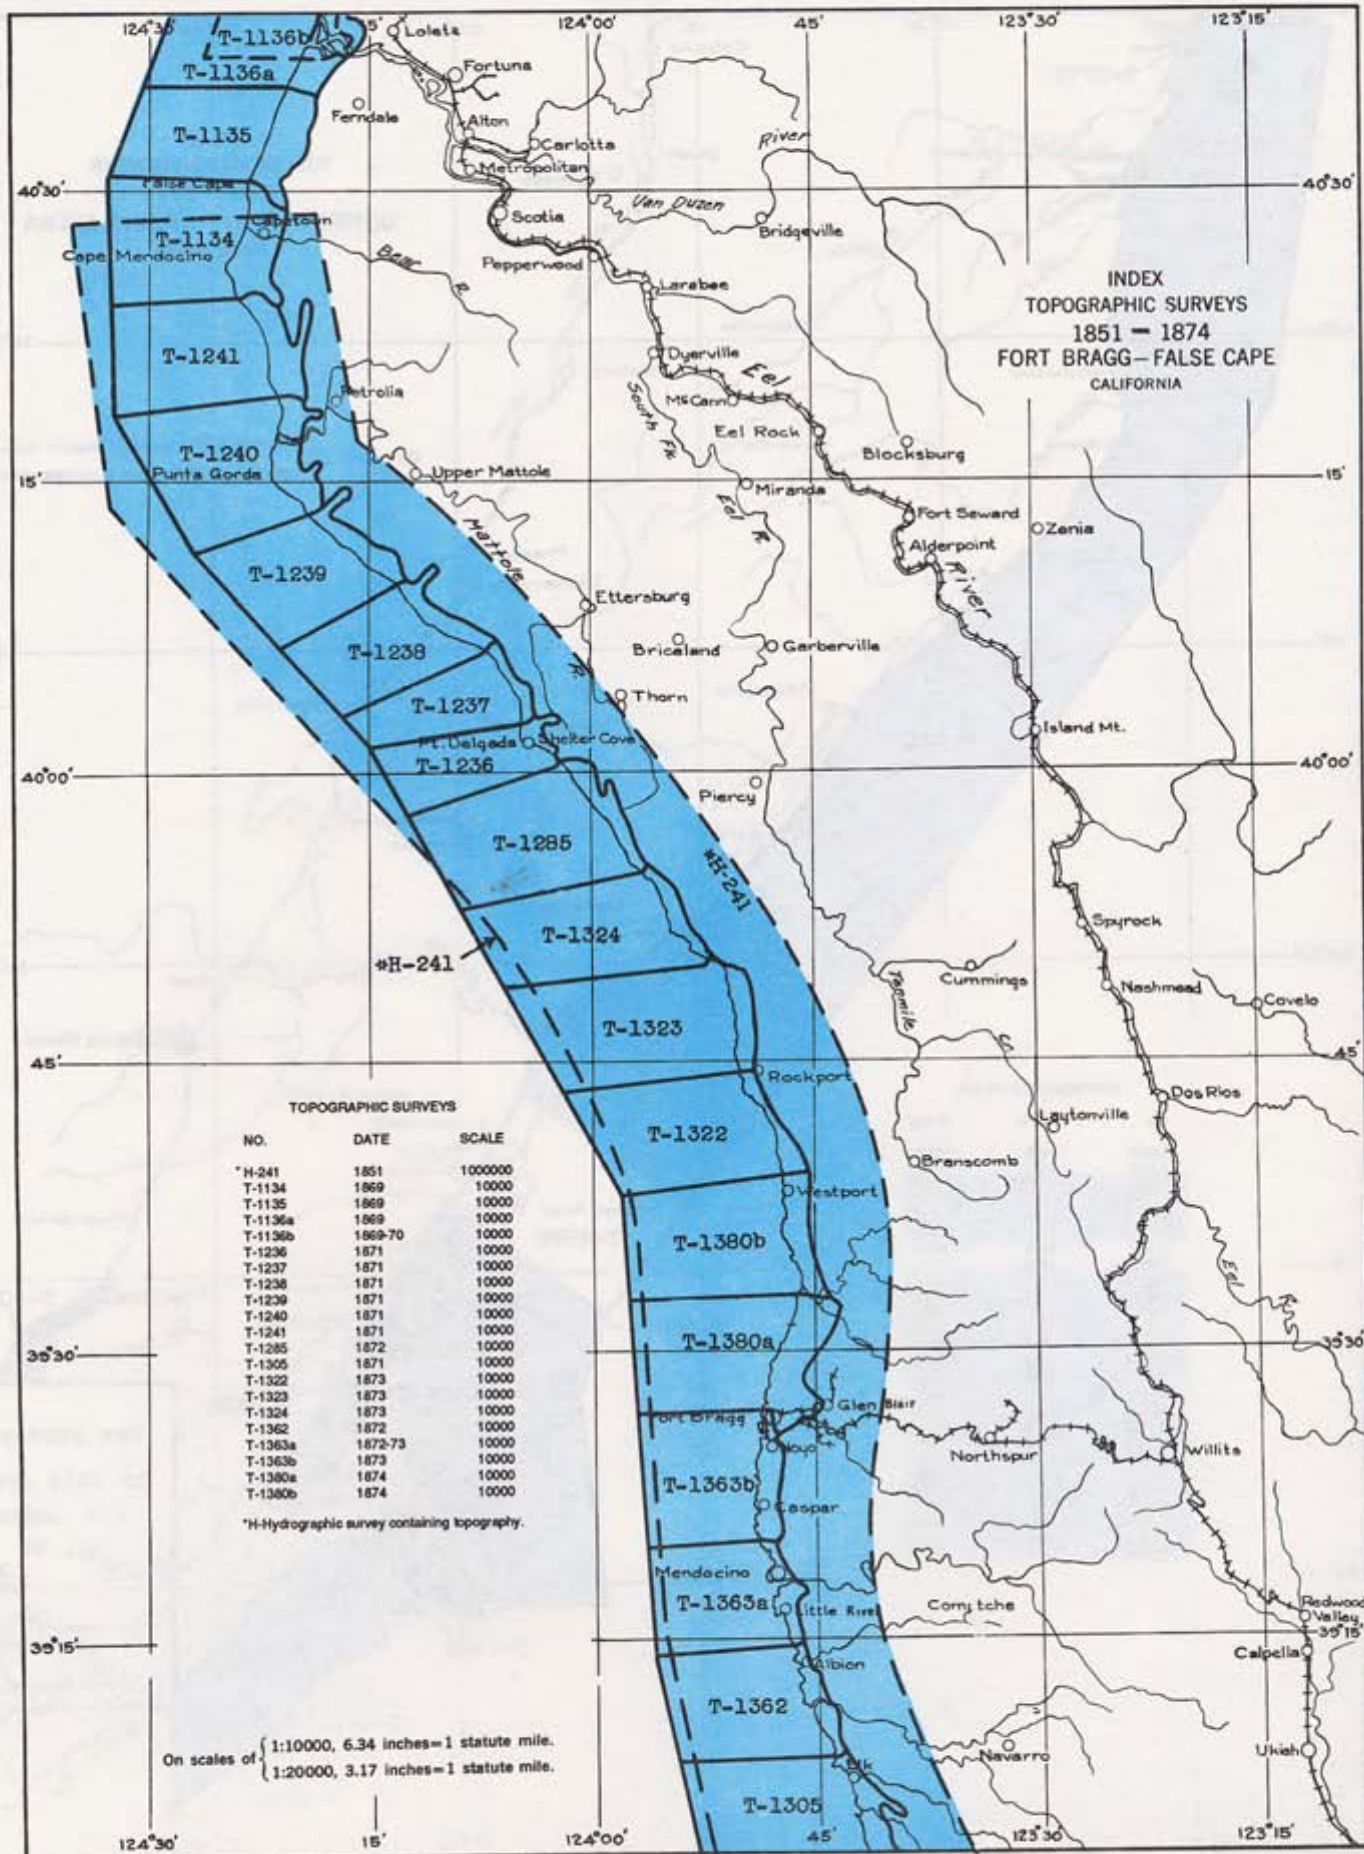 124°30'
15'
124°00'
45'
123°30'
123°15'
T-1136b
Loleta
T-1136a
Fortuna
Ferndale
T-1135
Alton
Carlotta
Metropolitan
River
False Cape
40°30'
40°30'
Van Duzen
Scotia
Bridgeville
Capetown
T-1134
Cape Mendocino
Bear
R.
Pepperwood
Larabee
INDEX
TOPOGRAPHIC SURVEYS
1851 — 1874
FORT BRAGG—FALSE CAPE
CALIFORNIA
T-1241
Dyerville
Eel
Petrolia
South Fk.
McCann
Eel Rock
Blocksburg
T-1240
Punta Gorda
Upper Mattole
15'
Miranda
15'
Eel R.
Fort Seward
Zenia
Mattole
Alderpoint
River
T-1239
Ettersburg
T-1238
Briceland
Garberville
R.
Thorn
T-1237
Pt. Delgada
Shelter Cove
Island Mt.
T-1236
40°00'
40°00'
Piercy
T-1285
*H-241
Spyrock
T-1324
*H-241
Cummings
Tenmile
Nashmead
Covelo
T-1323
C.
45'
45'
Rockport
Dos Rios
T-1322
Laytonville
Branscomb
Westport
TOPOGRAPHIC SURVEYS
NO. DATE SCALE
*H-241 1851 1000000
T-1134 1869 10000
T-1135 1869 10000
T-1136a 1869 10000
T-1136b 1869-70 10000
T-1236 1871 10000
T-1237 1871 10000
T-1238 1871 10000
T-1239 1871 10000
T-1240 1871 10000
T-1241 1871 10000
T-1285 1872 10000
T-1305 1871 10000
T-1322 1873 10000
T-1323 1873 10000
T-1324 1873 10000
T-1362 1872 10000
T-1363a 1872-73 10000
T-1363b 1873 10000
T-1380a 1874 10000
T-1380b 1874 10000
*H-Hydrographic survey containing topography.
T-1380b
Eel
R.
T-1380a
39°30'
39°30'
Fort Bragg
Glen Blair
Noyo
Northspur
Willits
T-1363b
Caspar
Mendocino
T-1363a
Little River
Comptche
Redwood
Valley
39°15'
39°15'
Calpella
Albion
T-1362
Navarro
Ukiah
Elk
On scales of { 1:10000, 6.34 inches=1 statute mile.
1:20000, 3.17 inches=1 statute mile.
T-1305
124°30'
15'
124°00'
45'
123°30'
123°15'